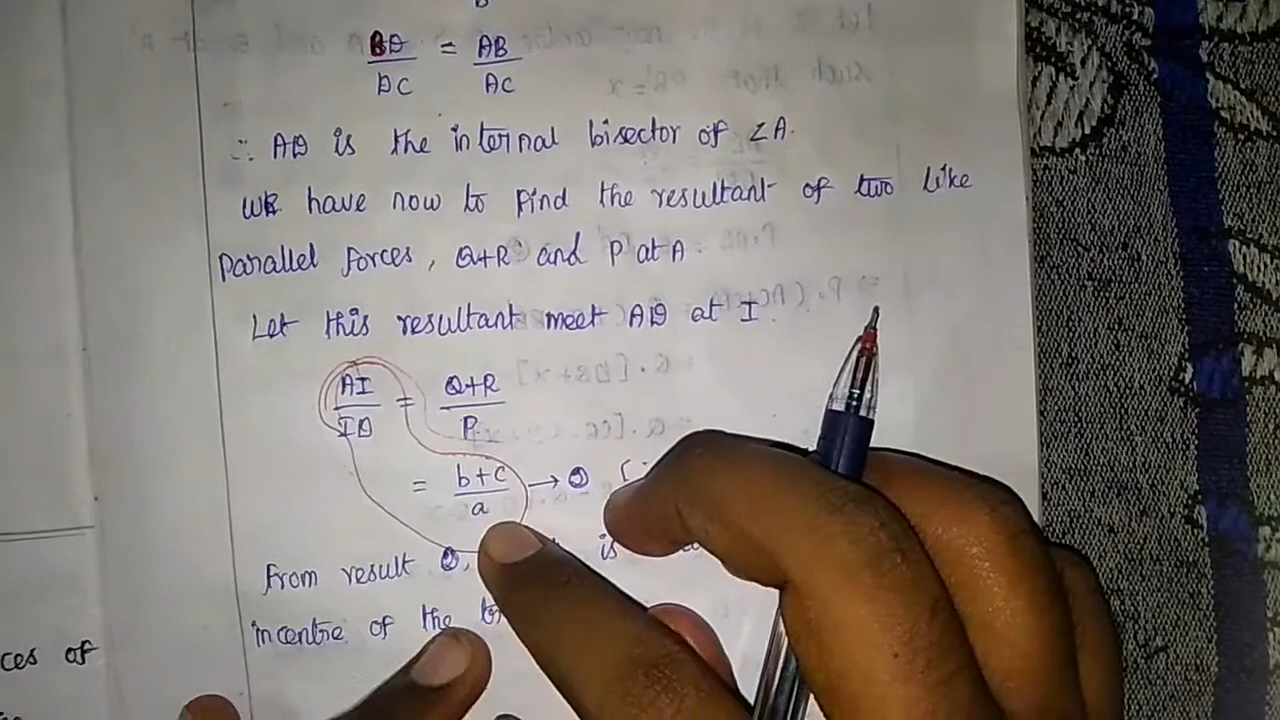 BD/DC = AB/AC
∴ AD is the internal bisector of ∠A.
We have now to find the resultant of two like
parallel forces, Q+R and P at A.
Let this resultant meet AD at I.
AI/ID = Q+R/P
= b+c/a → ②
From result ②, is
incentre of the
ces of